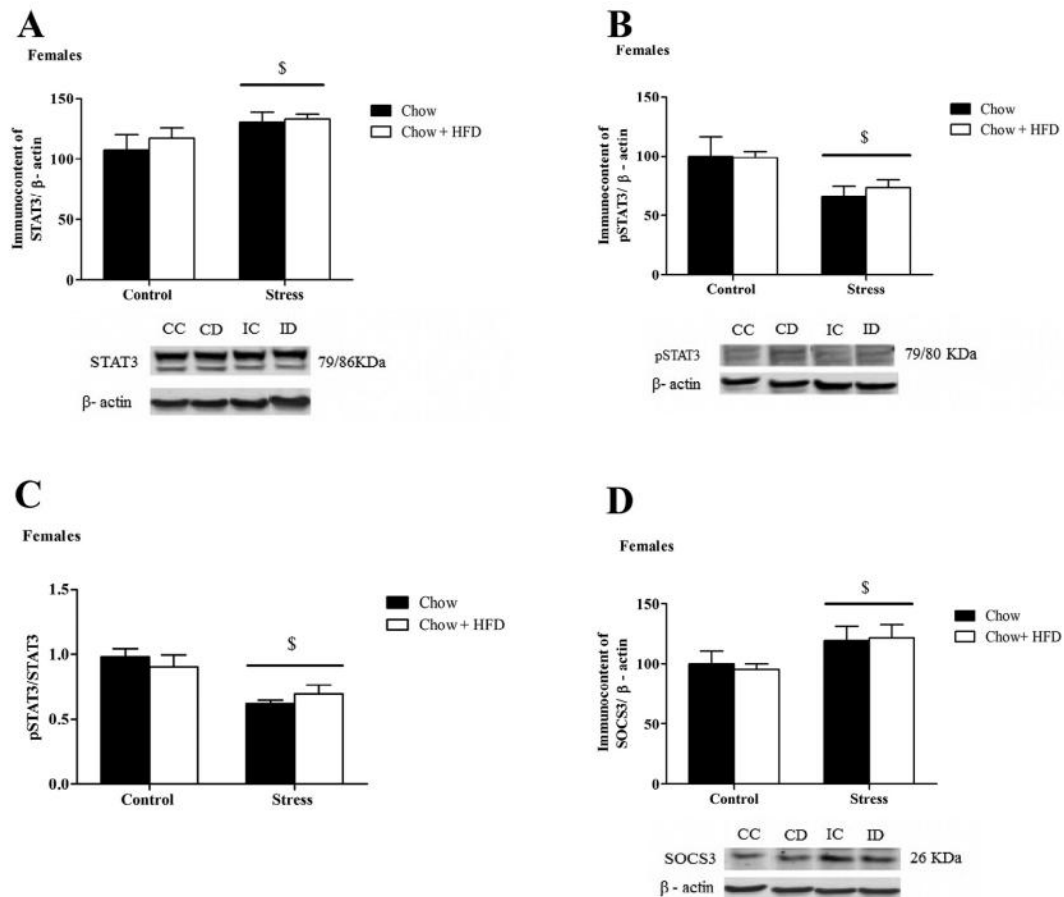 A
Females
$
Immunocontent of
STAT3/ β- actin
150
100
50
0
Control
Stress
Chow
Chow + HFD
CC CD IC ID
STAT3
79/86KDa
β- actin
B
Females
$
Immunocontent of
pSTAT3/ β- actin
150
100
50
0
Control
Stress
Chow
Chow + HFD
CC CD IC ID
pSTAT3
79/80 KDa
β- actin
C
Females
$
pSTAT3/STAT3
1.5
1.0
0.5
0.0
Control
Stress
Chow
Chow + HFD
D
Females
$
Immunocontent of
SOCS3/ β - actin
150
100
50
0
Control
Stress
Chow
Chow+ HFD
CC CD IC ID
SOCS3
26 KDa
β - actin